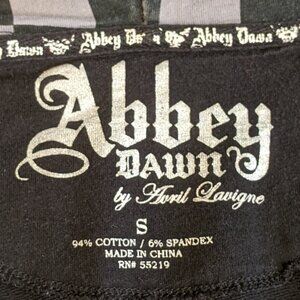 Abbey Dawn Abbey Dawn
Abbey
DAWN
by Avril Lavigne
S
94% COTTON / 6% SPANDEX
MADE IN CHINA
RN# 55219